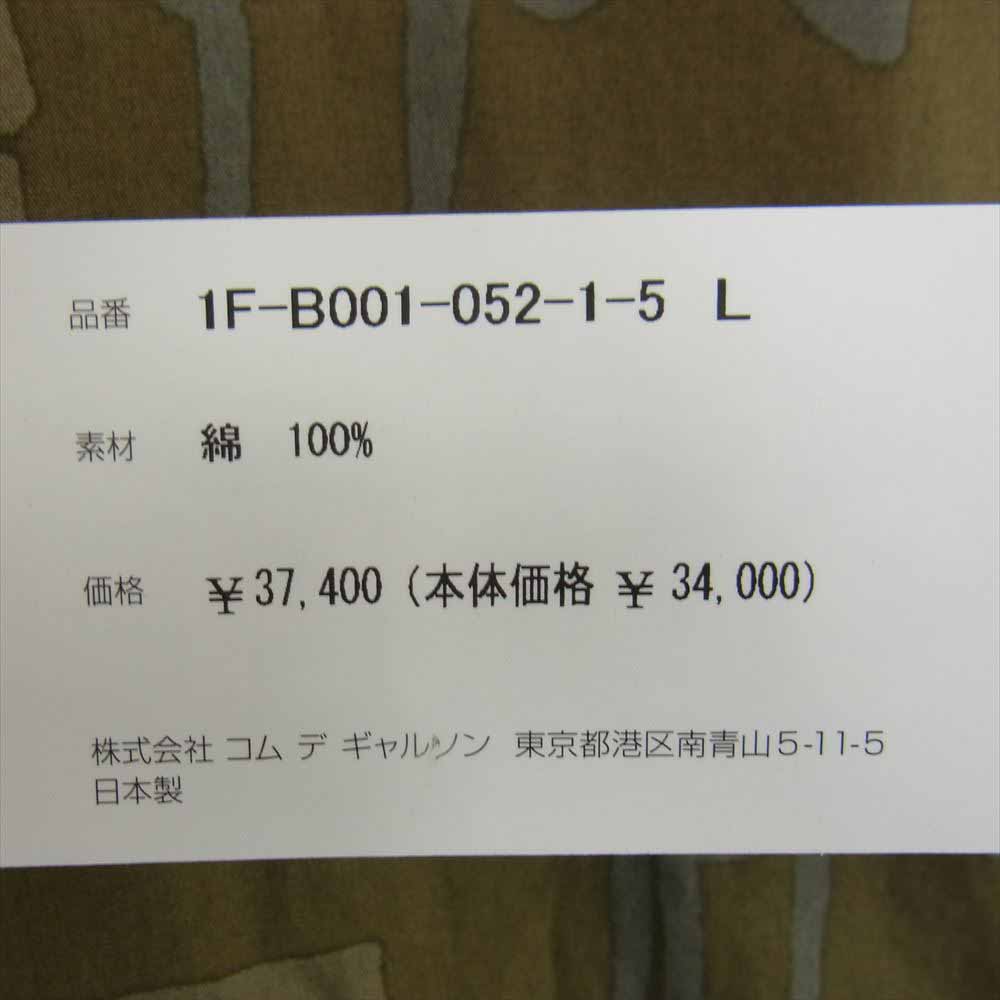 品番 1F-B001-052-1-5 L
素材 綿 100%
価格 ¥37,400 (本体価格 ¥ 34,000)
株式会社 コム デ ギャルソン 東京都港区南青山5-11-5
日本製